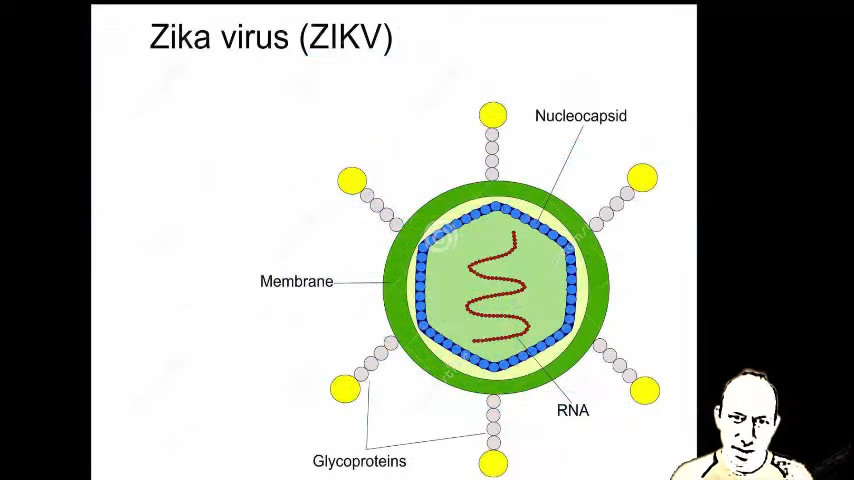 Zika virus (ZIKV)
Nucleocapsid
Membrane
RNA
Glycoproteins